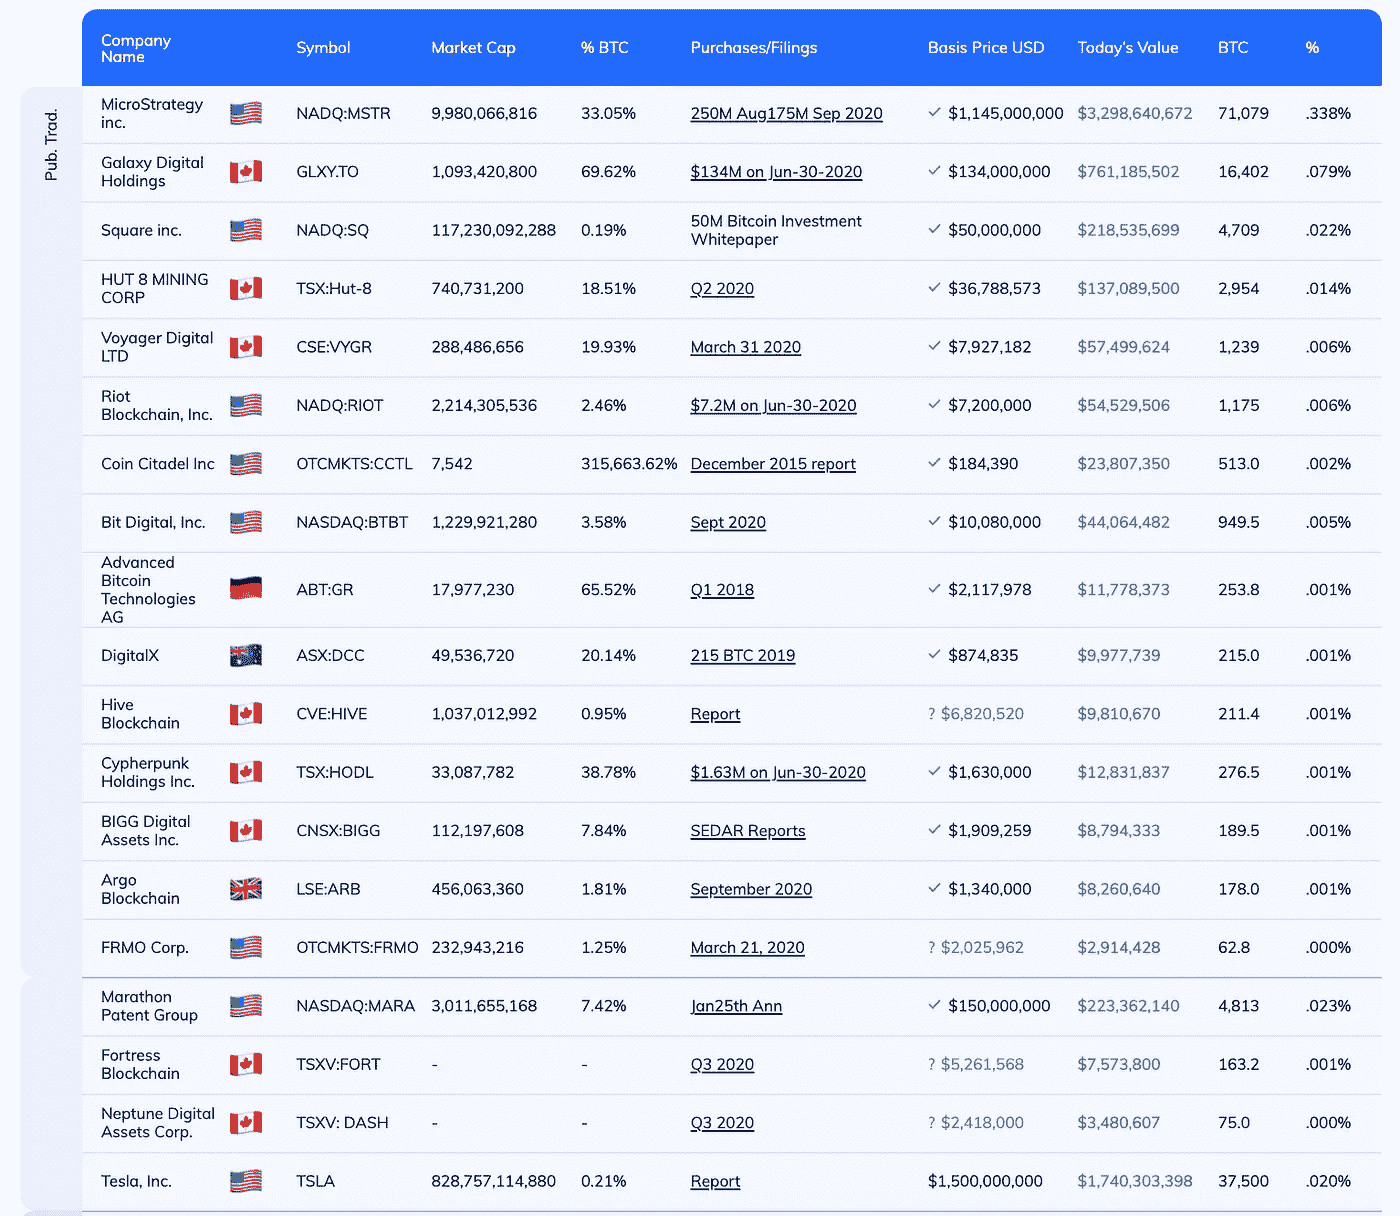 Company Name Symbol Market Cap % BTC Purchases/Filings Basis Price USD Today's Value BTC %
Pub. Trad.
MicroStrategy inc. NADQ:MSTR 9,980,066,816 33.05% 250M Aug175M Sep 2020 ✓ $1,145,000,000 $3,298,640,672 71,079 .338%
Galaxy Digital Holdings GLXY.TO 1,093,420,800 69.62% $134M on Jun-30-2020 ✓ $134,000,000 $761,185,502 16,402 .079%
Square inc. NADQ:SQ 117,230,092,288 0.19% 50M Bitcoin Investment Whitepaper ✓ $50,000,000 $218,535,699 4,709 .022%
HUT 8 MINING CORP TSX:Hut-8 740,731,200 18.51% Q2 2020 ✓ $36,788,573 $137,089,500 2,954 .014%
Voyager Digital LTD CSE:VYGR 288,486,656 19.93% March 31 2020 ✓ $7,927,182 $57,499,624 1,239 .006%
Riot Blockchain, Inc. NADQ:RIOT 2,214,305,536 2.46% $7.2M on Jun-30-2020 ✓ $7,200,000 $54,529,506 1,175 .006%
Coin Citadel Inc OTCMKTS:CCTL 7,542 315,663.62% December 2015 report ✓ $184,390 $23,807,350 513.0 .002%
Bit Digital, Inc. NASDAQ:BTBT 1,229,921,280 3.58% Sept 2020 ✓ $10,080,000 $44,064,482 949.5 .005%
Advanced Bitcoin Technologies AG ABT:GR 17,977,230 65.52% Q1 2018 ✓ $2,117,978 $11,778,373 253.8 .001%
DigitalX ASX:DCC 49,536,720 20.14% 215 BTC 2019 ✓ $874,835 $9,977,739 215.0 .001%
Hive Blockchain CVE:HIVE 1,037,012,992 0.95% Report ? $6,820,520 $9,810,670 211.4 .001%
Cypherpunk Holdings Inc. TSX:HODL 33,087,782 38.78% $1.63M on Jun-30-2020 ✓ $1,630,000 $12,831,837 276.5 .001%
BIGG Digital Assets Inc. CNSX:BIGG 112,197,608 7.84% SEDAR Reports ✓ $1,909,259 $8,794,333 189.5 .001%
Argo Blockchain LSE:ARB 456,063,360 1.81% September 2020 ✓ $1,340,000 $8,260,640 178.0 .001%
FRMO Corp. OTCMKTS:FRMO 232,943,216 1.25% March 21, 2020 ? $2,025,962 $2,914,428 62.8 .000%
Marathon Patent Group NASDAQ:MARA 3,011,655,168 7.42% Jan25th Ann ✓ $150,000,000 $223,362,140 4,813 .023%
Fortress Blockchain TSXV:FORT - - Q3 2020 ? $5,261,568 $7,573,800 163.2 .001%
Neptune Digital Assets Corp. TSXV: DASH - - Q3 2020 ? $2,418,000 $3,480,607 75.0 .000%
Tesla, Inc. TSLA 828,757,114,880 0.21% Report $1,500,000,000 $1,740,303,398 37,500 .020%